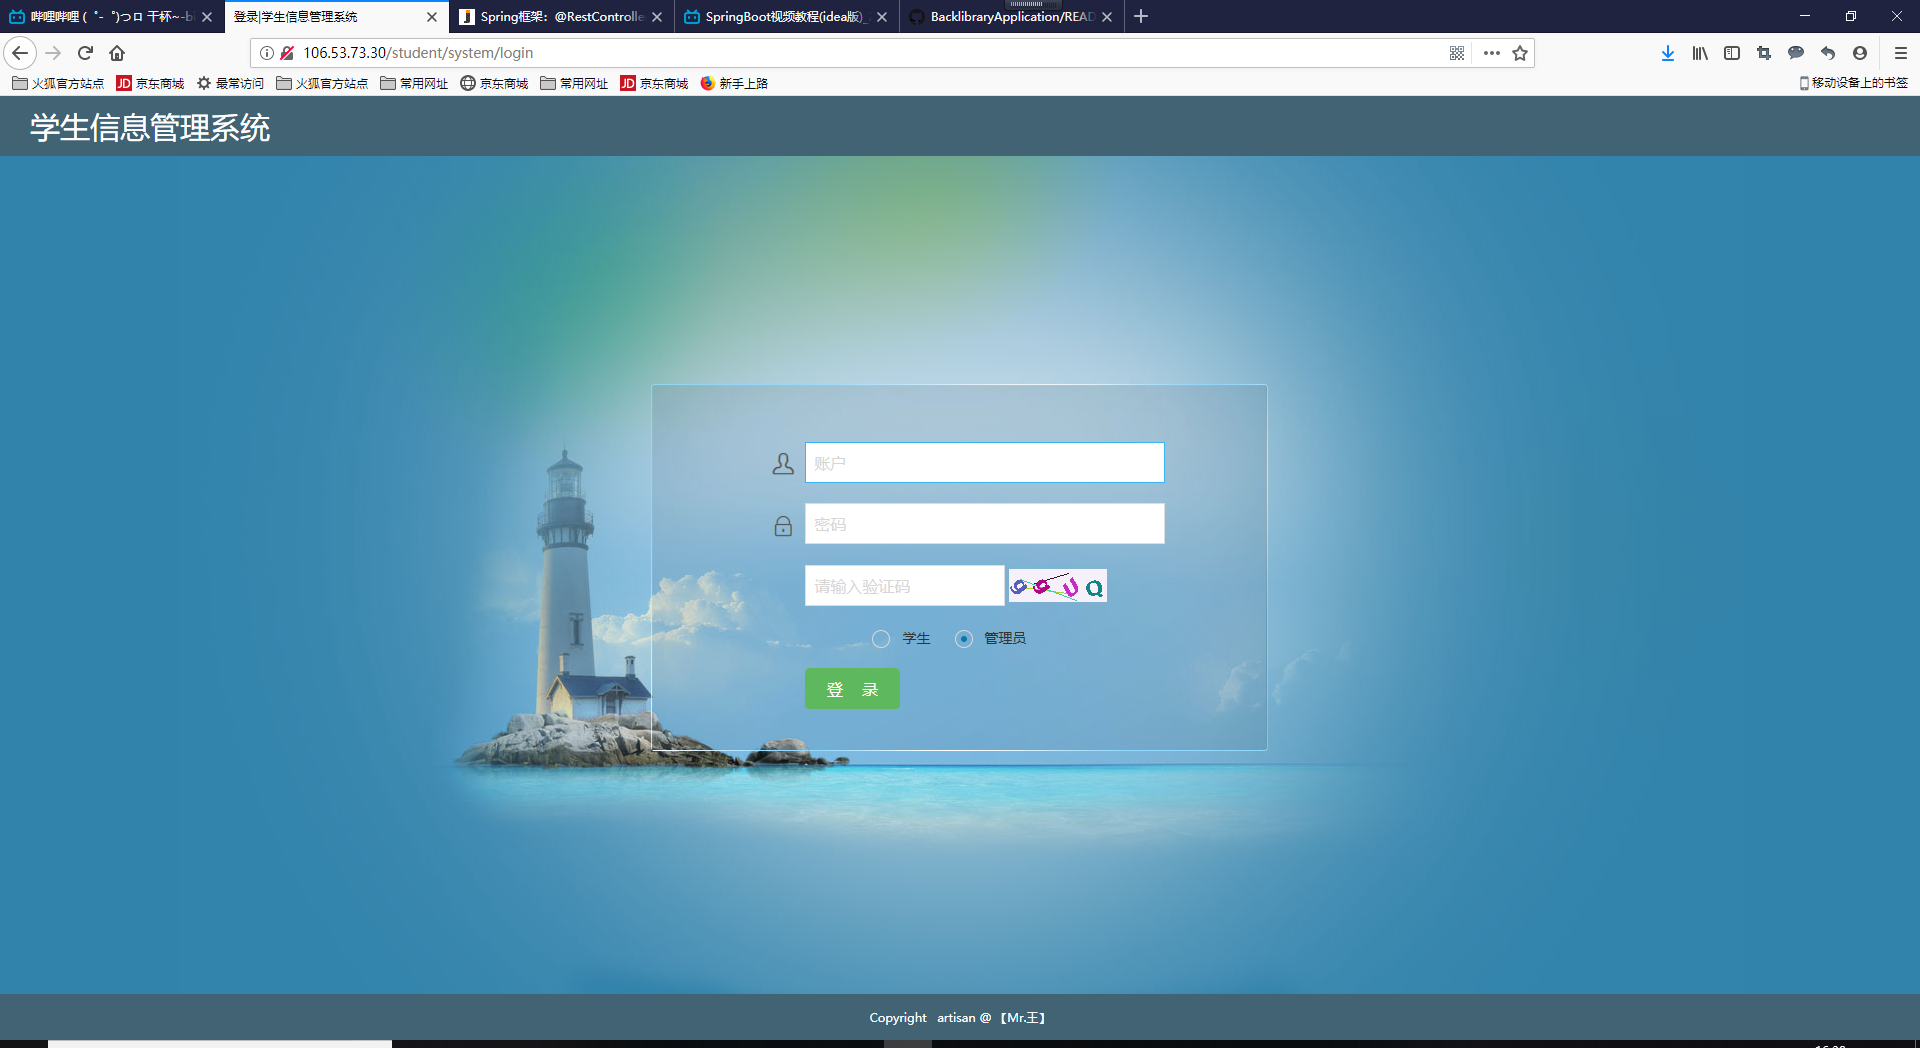 哔哩哔哩 ( ゜- ゜)つロ 干杯~-bi
登录|学生信息管理系统
Spring框架：@RestControlle
SpringBoot视频教程(idea版)_
BacklibraryApplication/READ
106.53.73.30/student/system/login
火狐官方站点 JD 京东商城 最常访问 火狐官方站点 常用网址 京东商城 常用网址 JD 京东商城 新手上路 移动设备上的书签
学生信息管理系统
账户
密码
请输入验证码 99UQ
学生 管理员
登 录
Copyright artisan @ 【Mr.王】